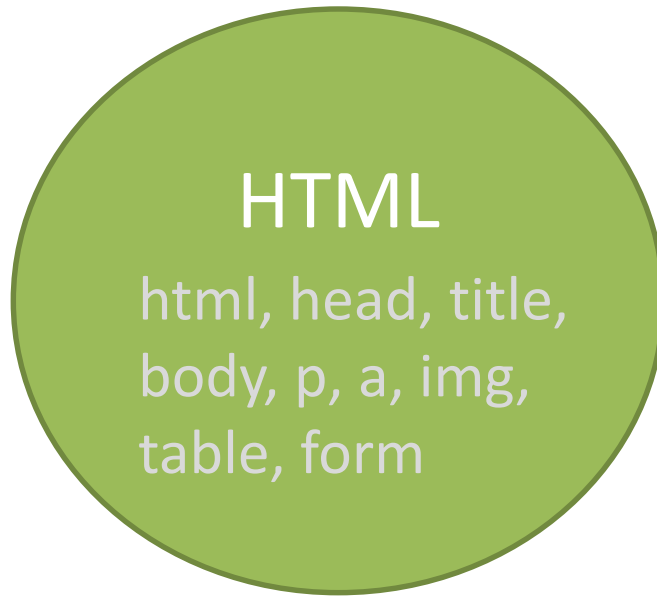 HTML
html, head, title,
body, p, a, img,
table, form